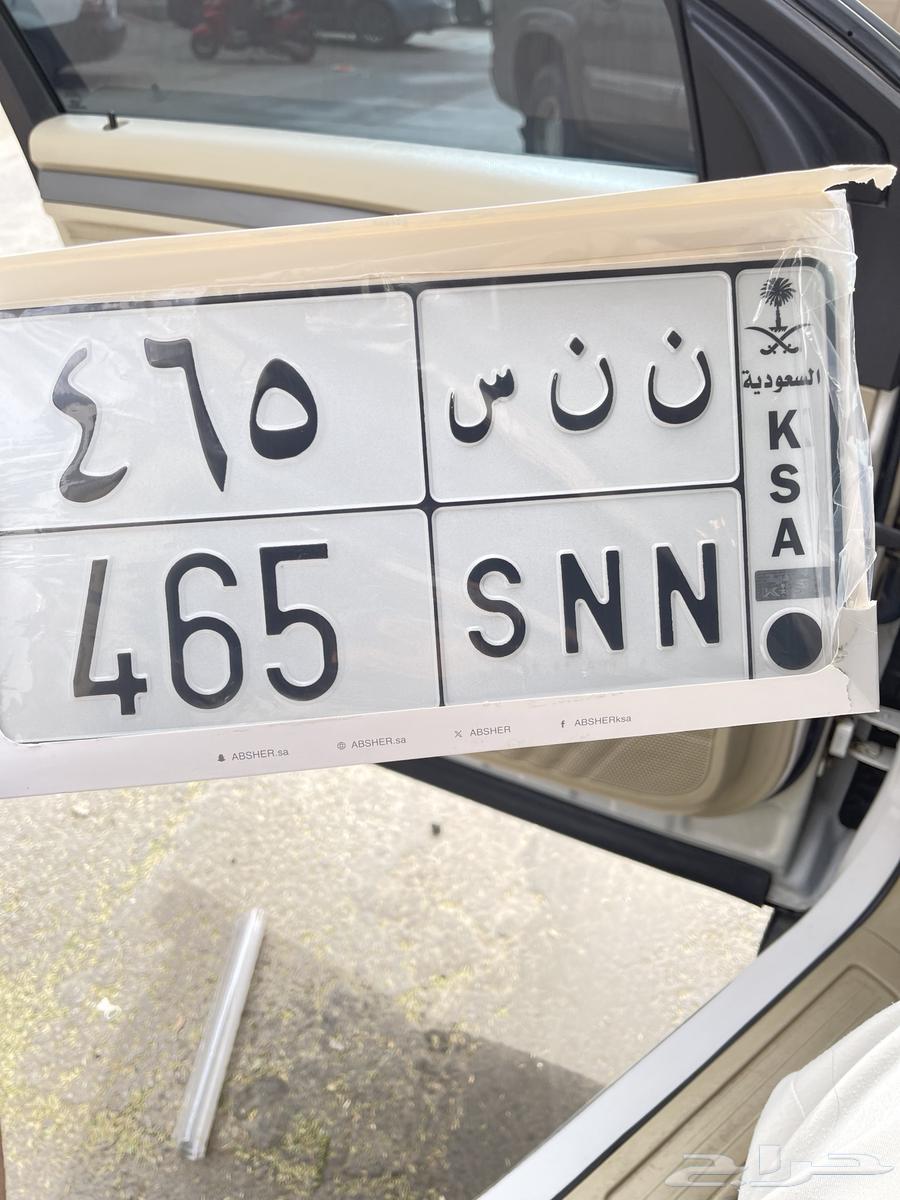 ٤٦٥
ن ن س
السعودية
K
S
A
465
SNN
ABSHER.sa
ABSHER.sa
ABSHER
ABSHERksa
حراج